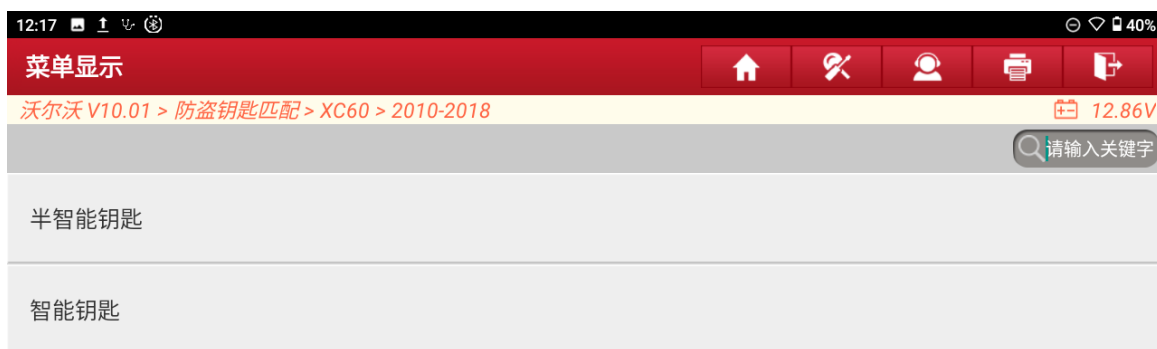 12:17 40%
菜单显示
沃尔沃 V10.01 > 防盗钥匙匹配 > XC60 > 2010-2018 12.86V
请输入关键字
半智能钥匙
智能钥匙